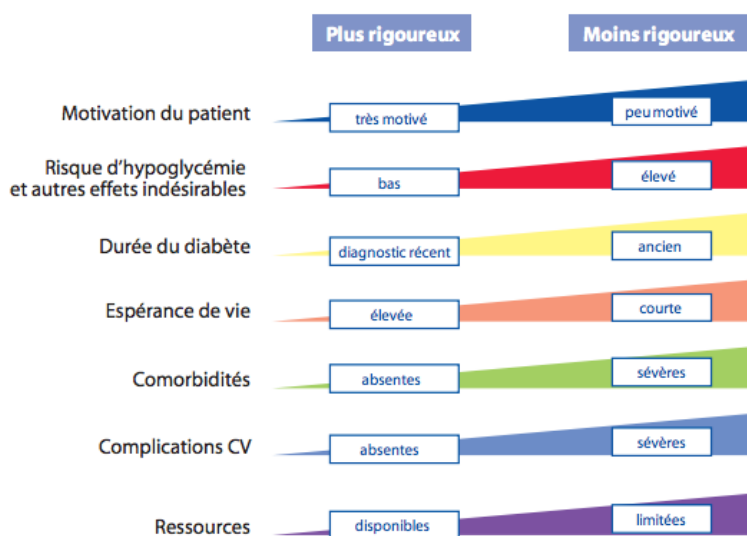 Plus rigoureux Moins rigoureux
Motivation du patient très motivé peu motivé
Risque d'hypoglycémie
et autres effets indésirables bas élevé
Durée du diabète diagnostic récent ancien
Espérance de vie élevée courte
Comorbidités absentes sévères
Complications CV absentes sévères
Ressources disponibles limitées